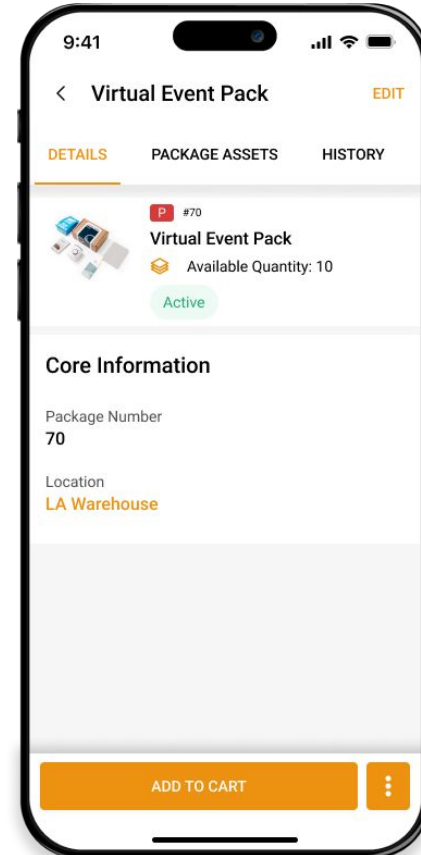 9:41
Virtual Event Pack
EDIT
DETAILS PACKAGE ASSETS HISTORY
P #70
Virtual Event Pack
Available Quantity: 10
Active
Core Information
Package Number
70
Location
LA Warehouse
ADD TO CART